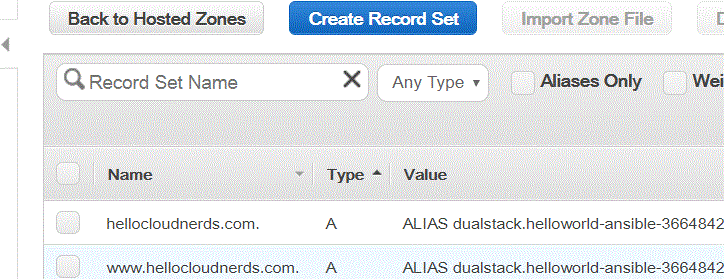 Back to Hosted Zones Create Record Set Import Zone File
Record Set Name Any Type Aliases Only Wei
Name Type Value
hellocloudnerds.com. A ALIAS dualstack.helloworld-ansible-3664842
www.hellocloudnerds.com. A ALIAS dualstack.helloworld-ansible-3664842